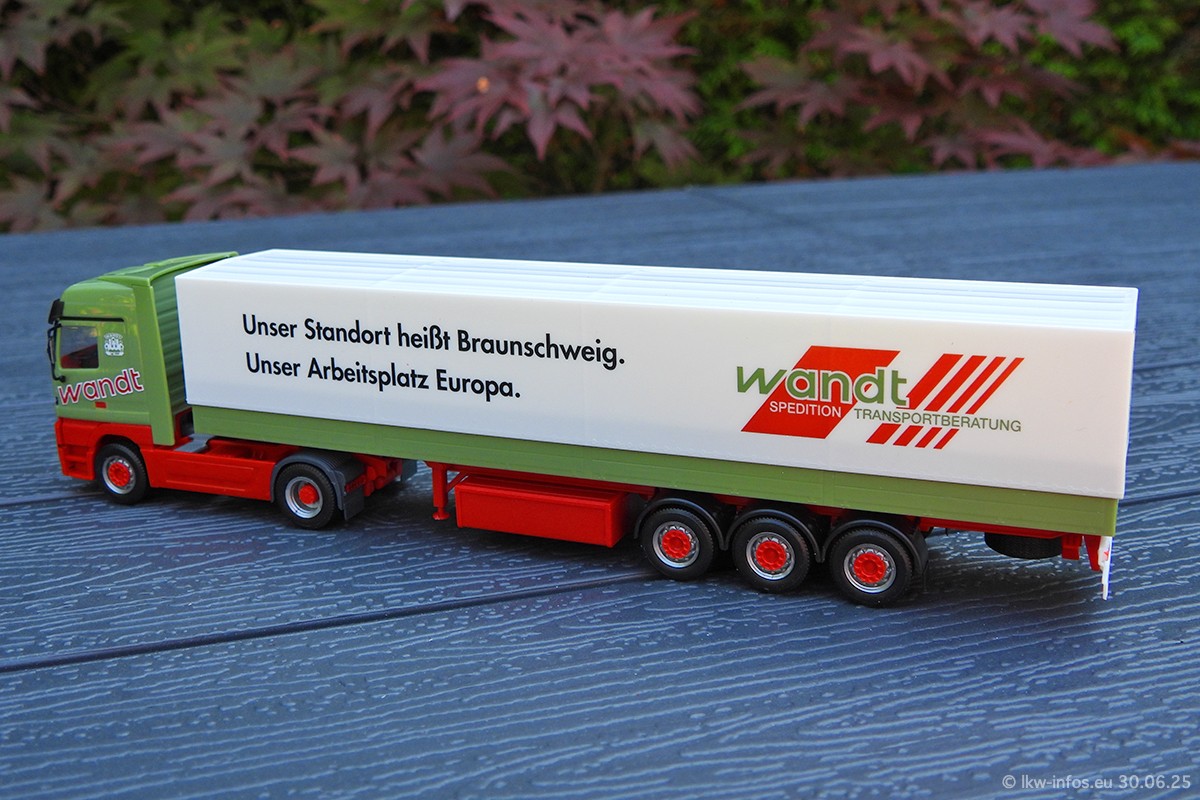 Unser Standort heißt Braunschweig.
Unser Arbeitsplatz Europa.
wandt
SPEDITION TRANSPORTBERATUNG
wandt
© lkw-infos.eu 30.06.25